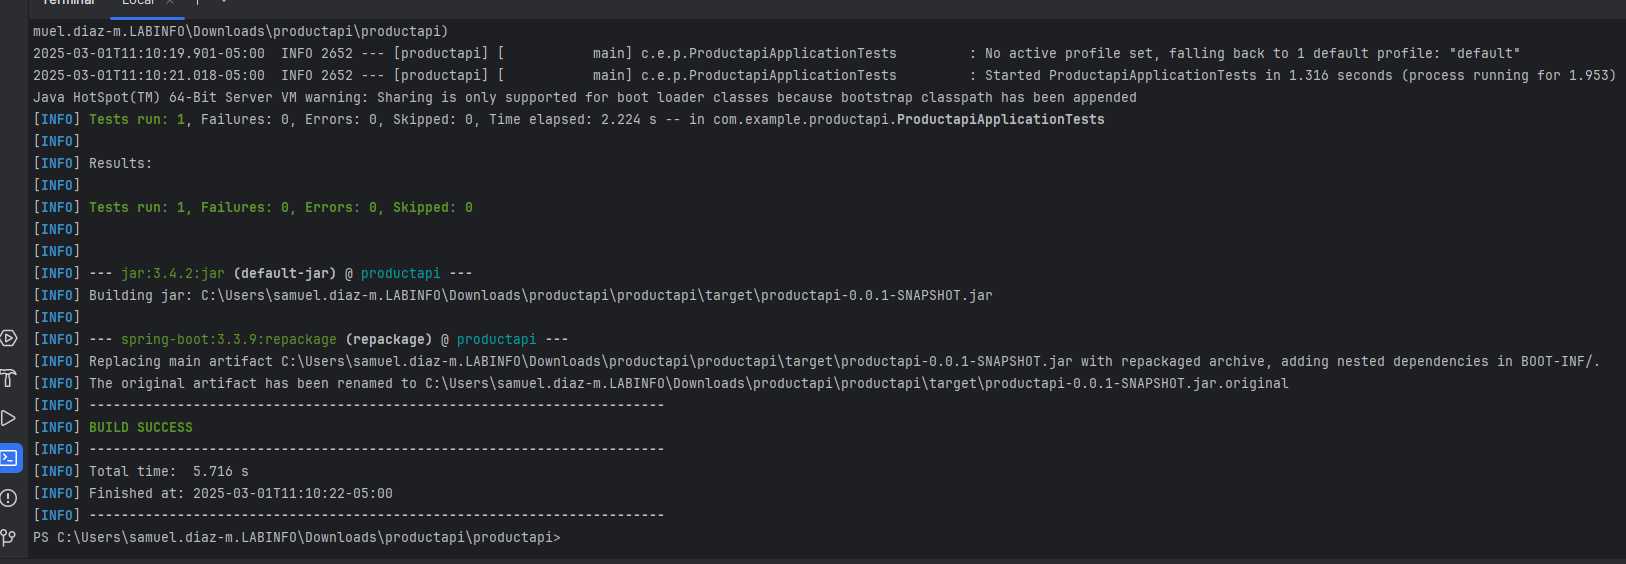 Terminal Local × + ⌄
muel.diaz-m.LABINFO\Downloads\productapi\productapi)
2025-03-01T11:10:19.901-05:00  INFO 2652 --- [productapi] [           main] c.e.p.ProductapiApplicationTests         : No active profile set, falling back to 1 default profile: "default"
2025-03-01T11:10:21.018-05:00  INFO 2652 --- [productapi] [           main] c.e.p.ProductapiApplicationTests         : Started ProductapiApplicationTests in 1.316 seconds (process running for 1.953)
Java HotSpot(TM) 64-Bit Server VM warning: Sharing is only supported for boot loader classes because bootstrap classpath has been appended
[INFO] Tests run: 1, Failures: 0, Errors: 0, Skipped: 0, Time elapsed: 2.224 s -- in com.example.productapi.ProductapiApplicationTests
[INFO]
[INFO] Results:
[INFO]
[INFO] Tests run: 1, Failures: 0, Errors: 0, Skipped: 0
[INFO]
[INFO]
[INFO] --- jar:3.4.2:jar (default-jar) @ productapi ---
[INFO] Building jar: C:\Users\samuel.diaz-m.LABINFO\Downloads\productapi\productapi\target\productapi-0.0.1-SNAPSHOT.jar
[INFO]
[INFO] --- spring-boot:3.3.9:repackage (repackage) @ productapi ---
[INFO] Replacing main artifact C:\Users\samuel.diaz-m.LABINFO\Downloads\productapi\productapi\target\productapi-0.0.1-SNAPSHOT.jar with repackaged archive, adding nested dependencies in BOOT-INF/.
[INFO] The original artifact has been renamed to C:\Users\samuel.diaz-m.LABINFO\Downloads\productapi\productapi\target\productapi-0.0.1-SNAPSHOT.jar.original
[INFO] ------------------------------------------------------------------------
[INFO] BUILD SUCCESS
[INFO] ------------------------------------------------------------------------
[INFO] Total time:  5.716 s
[INFO] Finished at: 2025-03-01T11:10:22-05:00
[INFO] ------------------------------------------------------------------------
PS C:\Users\samuel.diaz-m.LABINFO\Downloads\productapi\productapi>